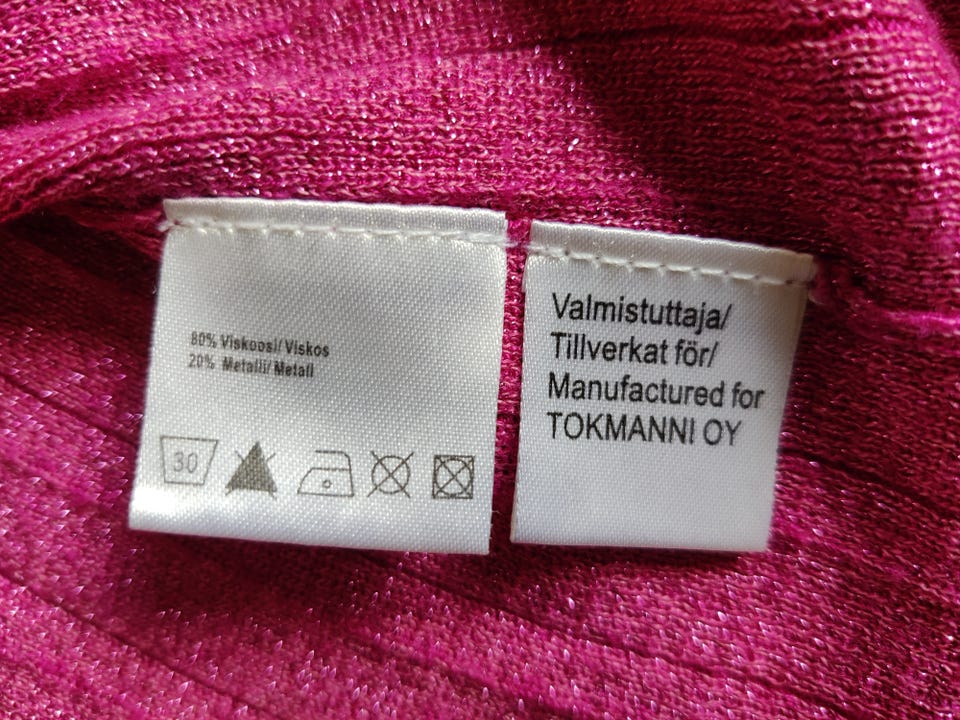 80% Viskoosi/ Viskos
20% Metalli/ Metall
30
Valmistuttaja/
Tillverkat för/
Manufactured for
TOKMANNI OY